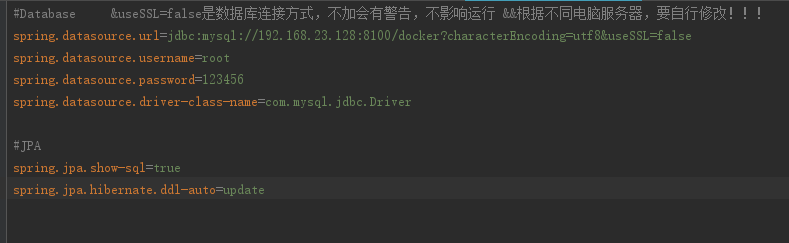 #Database &useSSL=false是数据库连接方式，不加会有警告，不影响运行 &&根据不同电脑服务器，要自行修改！！！
spring.datasource.url=jdbc:mysql://192.168.23.128:8100/docker?characterEncoding=utf8&useSSL=false
spring.datasource.username=root
spring.datasource.password=123456
spring.datasource.driver-class-name=com.mysql.jdbc.Driver
#JPA
spring.jpa.show-sql=true
spring.jpa.hibernate.ddl-auto=update